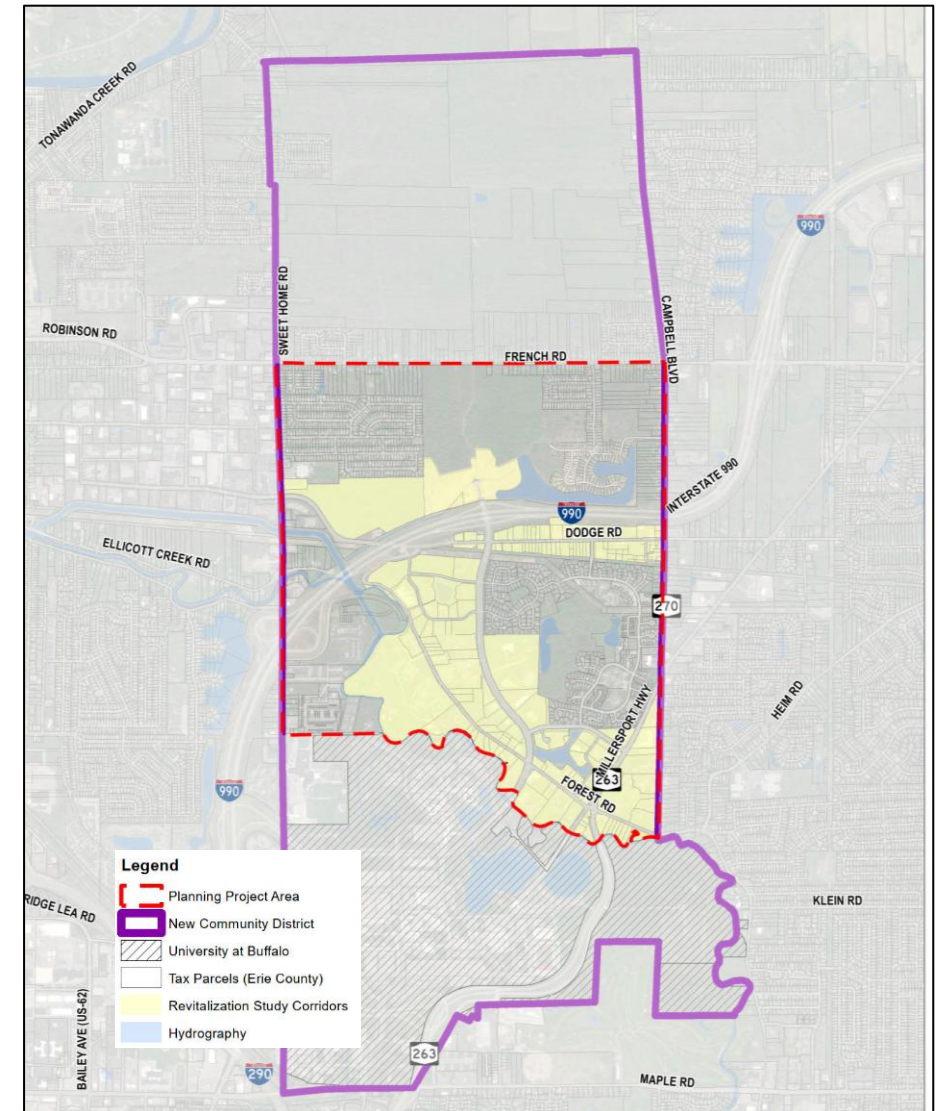 TONAWANDA CREEK RD
990
SWEET HOME RD
CAMPBELL BLVD
ROBINSON RD
FRENCH RD
INTERSTATE 990
990
DODGE RD
ELLICOTT CREEK RD
270
HEIM RD
MILLERSPORT HWY
263
990
FOREST RD
Legend
Planning Project Area
New Community District
University at Buffalo
Tax Parcels (Erie County)
Revitalization Study Corridors
Hydrography
RIDGE LEA RD
KLEIN RD
BAILEY AVE (US-62)
263
290
MAPLE RD